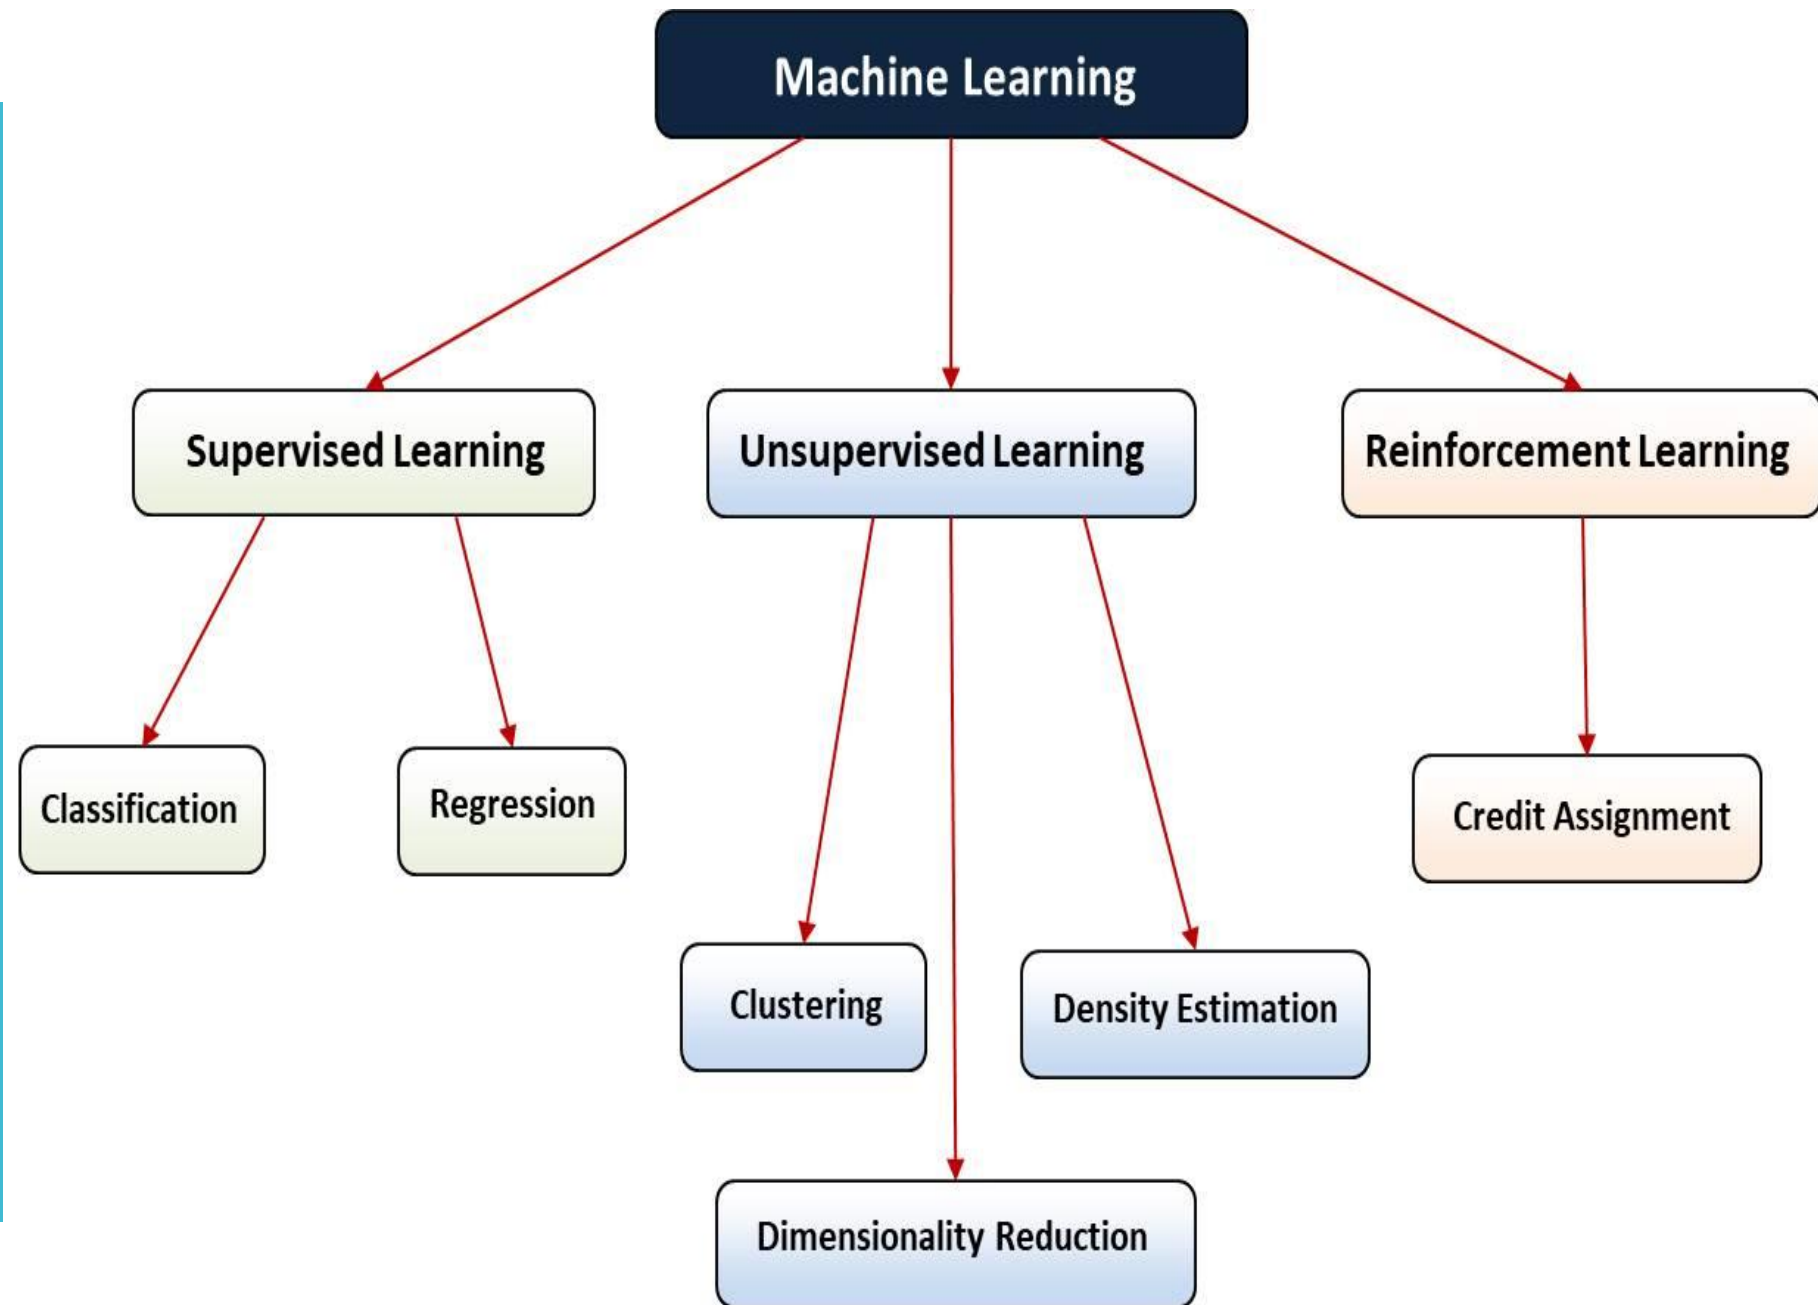 Machine Learning
Supervised Learning
Unsupervised Learning
Reinforcement Learning
Classification
Regression
Credit Assignment
Clustering
Density Estimation
Dimensionality Reduction